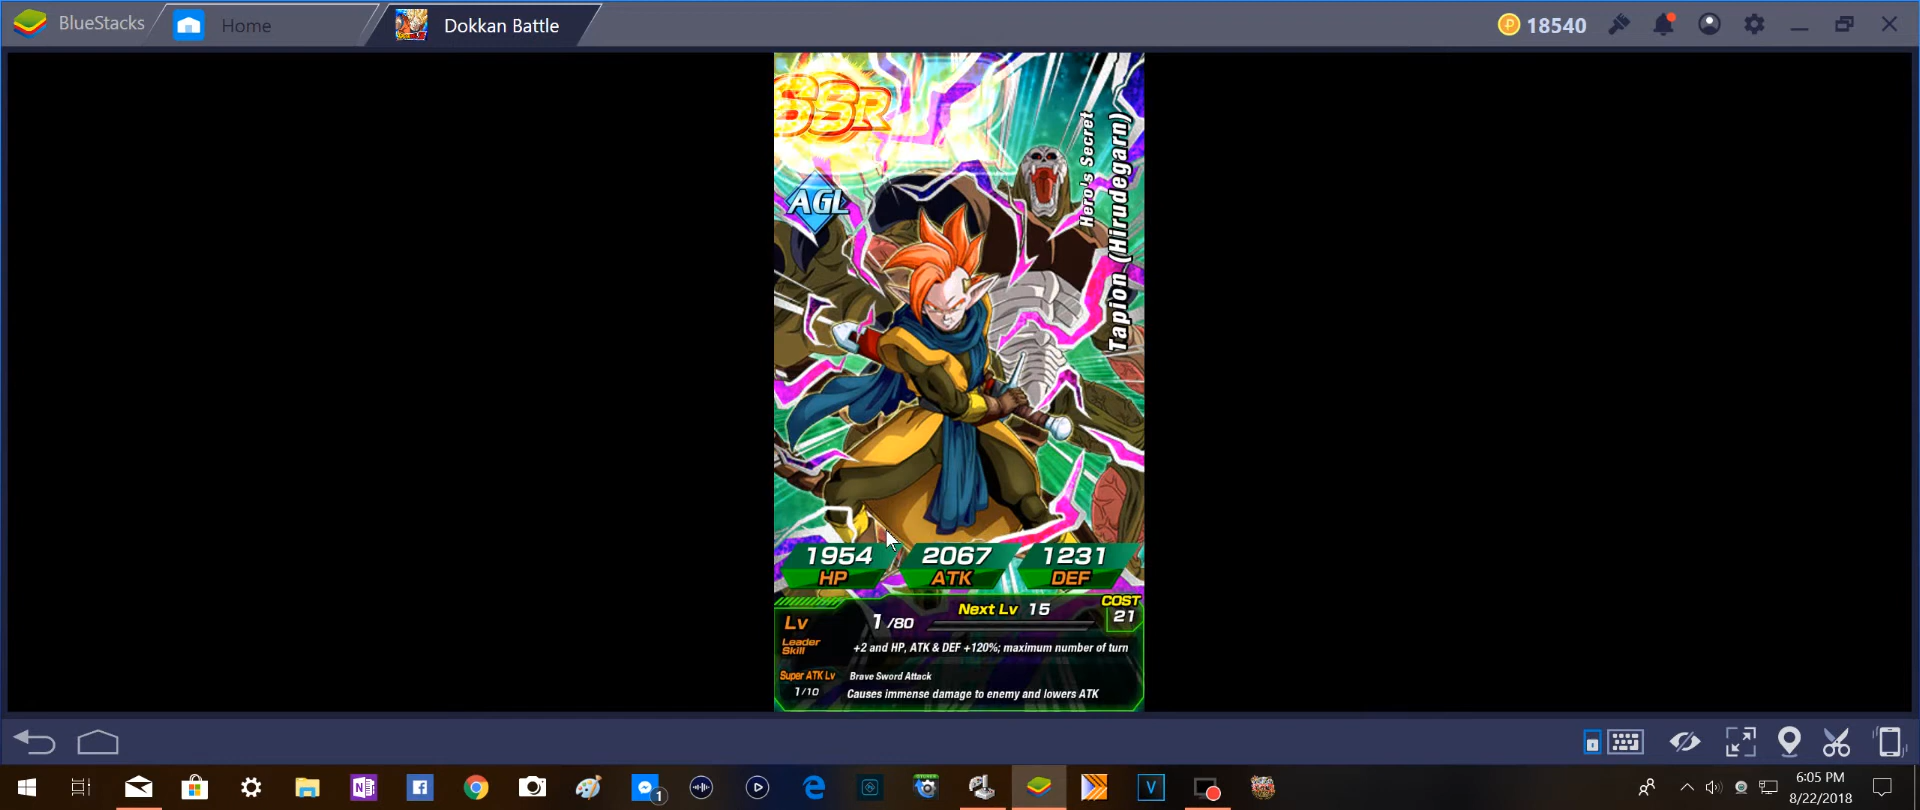 BlueStacks
Home
Dokkan Battle
P 18540
SSR
AGL
Hero's Secret
Tapion (Hirudegarn)
1954 2067 1231
HP ATK DEF
Next Lv 15
COST
21
Lv 1/80
Leader Skill
+2 and HP, ATK & DEF +120%; maximum number of turn
Super ATK Lv
Brave Sword Attack
1/10
Causes immense damage to enemy and lowers ATK
1
6:05 PM
8/22/2018